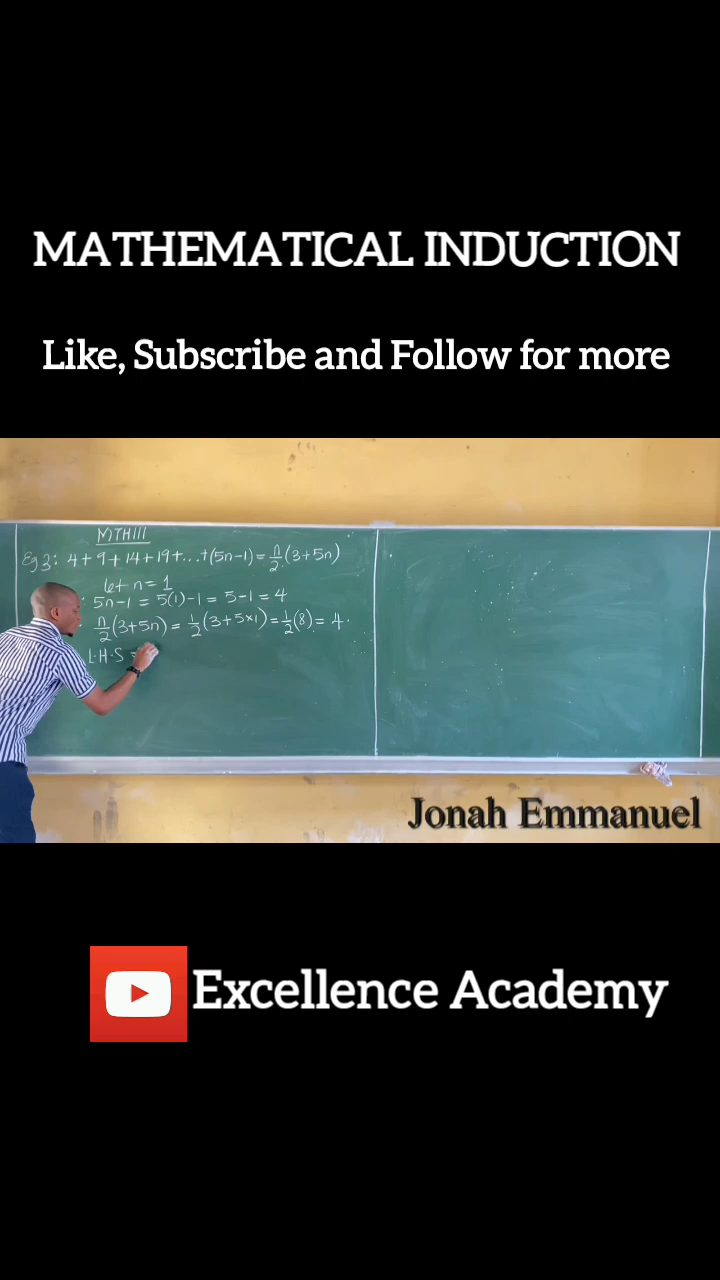 MATHEMATICAL INDUCTION
Like, Subscribe and Follow for more
MTH111
Eg 3: 4+9+14+19+...+(5n-1) = n/2 (3+5n)
let n = 1
5n-1 = 5(1)-1 = 5-1 = 4
n/2 (3+5n) = 1/2 (3+5×1) = 1/2 (8) = 4.
L.H.S =
Jonah Emmanuel
Excellence Academy